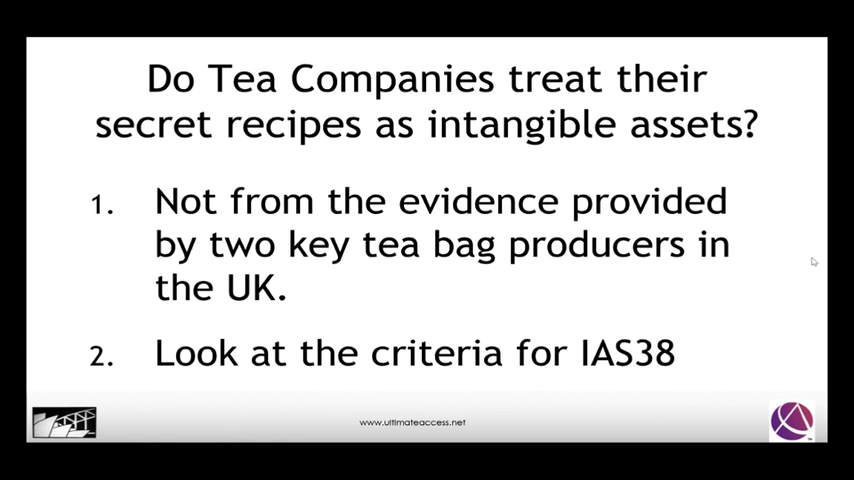 Do Tea Companies treat their
secret recipes as intangible assets?
1. Not from the evidence provided
by two key tea bag producers in
the UK.
2. Look at the criteria for IAS38
www.ultimateaccess.net